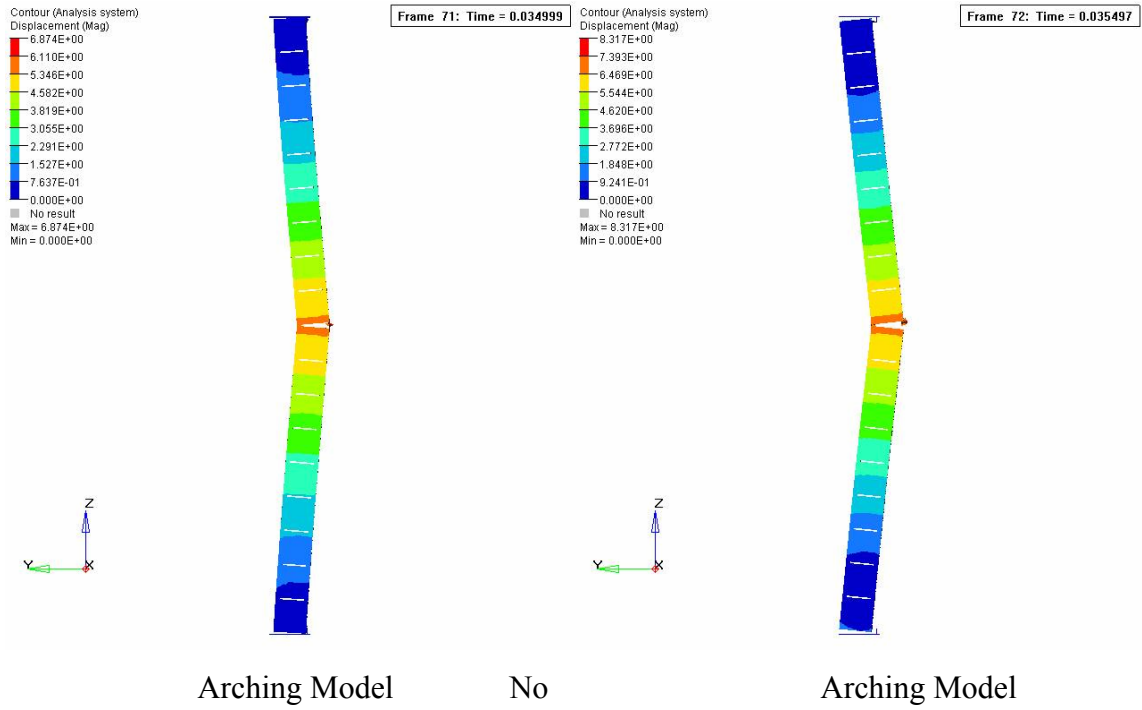 Contour (Analysis system)
Displacement (Mag)
6.874E+00
6.110E+00
5.346E+00
4.582E+00
3.819E+00
3.055E+00
2.291E+00
1.527E+00
7.637E-01
0.000E+00
No result
Max = 6.874E+00
Min = 0.000E+00
Frame 71: Time = 0.034999
Z
Y
X
Contour (Analysis system)
Displacement (Mag)
8.317E+00
7.393E+00
6.469E+00
5.544E+00
4.620E+00
3.696E+00
2.772E+00
1.848E+00
9.241E-01
0.000E+00
No result
Max = 8.317E+00
Min = 0.000E+00
Frame 72: Time = 0.035497
Z
Y
X
Arching Model No Arching Model